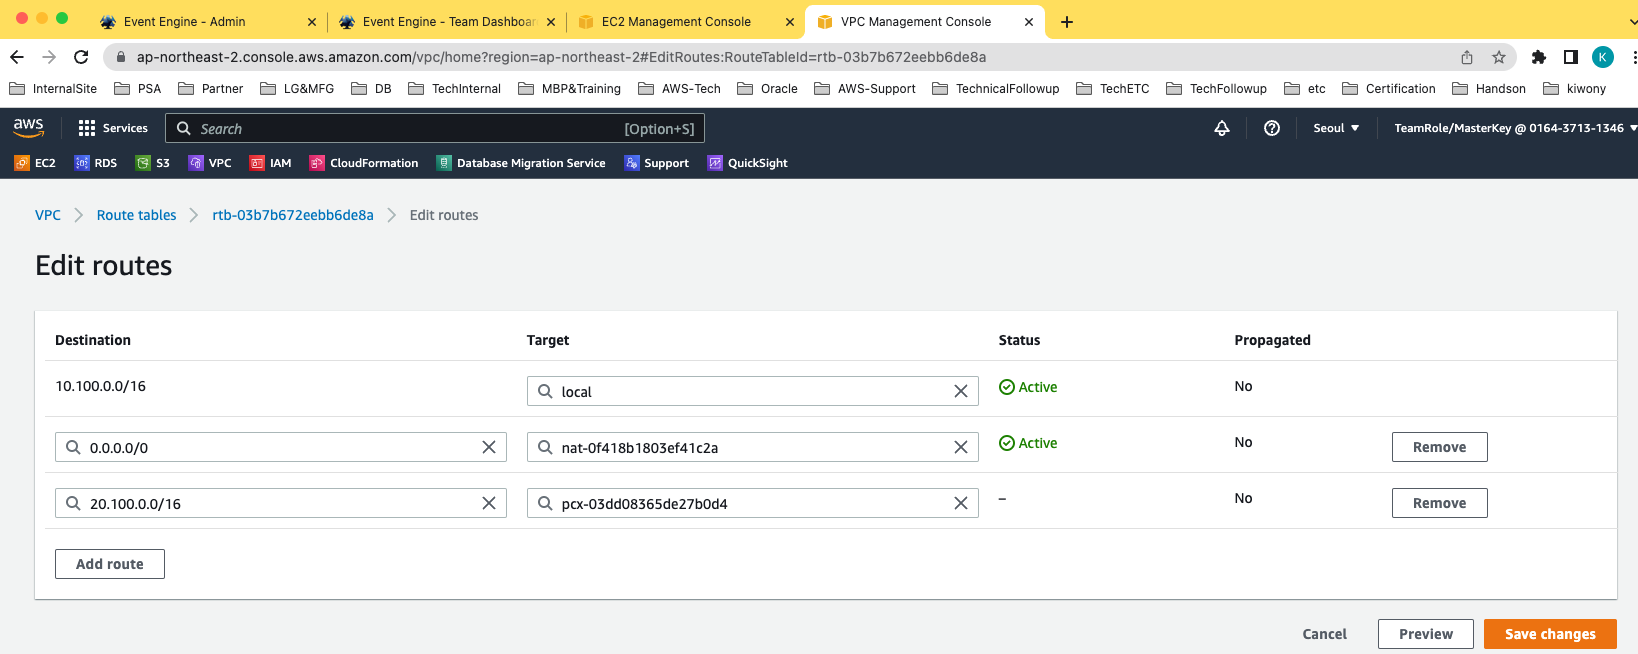 Event Engine - Admin
Event Engine - Team Dashboar
EC2 Management Console
VPC Management Console
ap-northeast-2.console.aws.amazon.com/vpc/home?region=ap-northeast-2#EditRoutes:RouteTableId=rtb-03b7b672eebb6de8a
K
InternalSite PSA Partner LG&MFG DB TechInternal MBP&Training AWS-Tech Oracle AWS-Support TechnicalFollowup TechETC TechFollowup etc Certification Handson kiwony
aws Services Search [Option+S] Seoul TeamRole/MasterKey @ 0164-3713-1346
EC2 RDS S3 VPC IAM CloudFormation Database Migration Service Support QuickSight
VPC Route tables rtb-03b7b672eebb6de8a Edit routes
Edit routes
Destination Target Status Propagated
10.100.0.0/16 local Active No
0.0.0.0/0 nat-0f418b1803ef41c2a Active No Remove
20.100.0.0/16 pcx-03dd08365de27b0d4 – No Remove
Add route
Cancel Preview Save changes